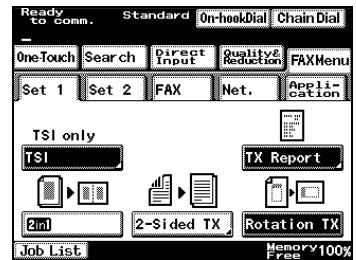 Ready to comm. Standard On-hookDial Chain Dial
One-Touch Search Direct Input Quality& Reduction FAXMenu
Set 1 Set 2 FAX Net. Appli-cation
TSI only
TSI TX Report
2in1 2-Sided TX Rotation TX
Job List Memory Free 100%